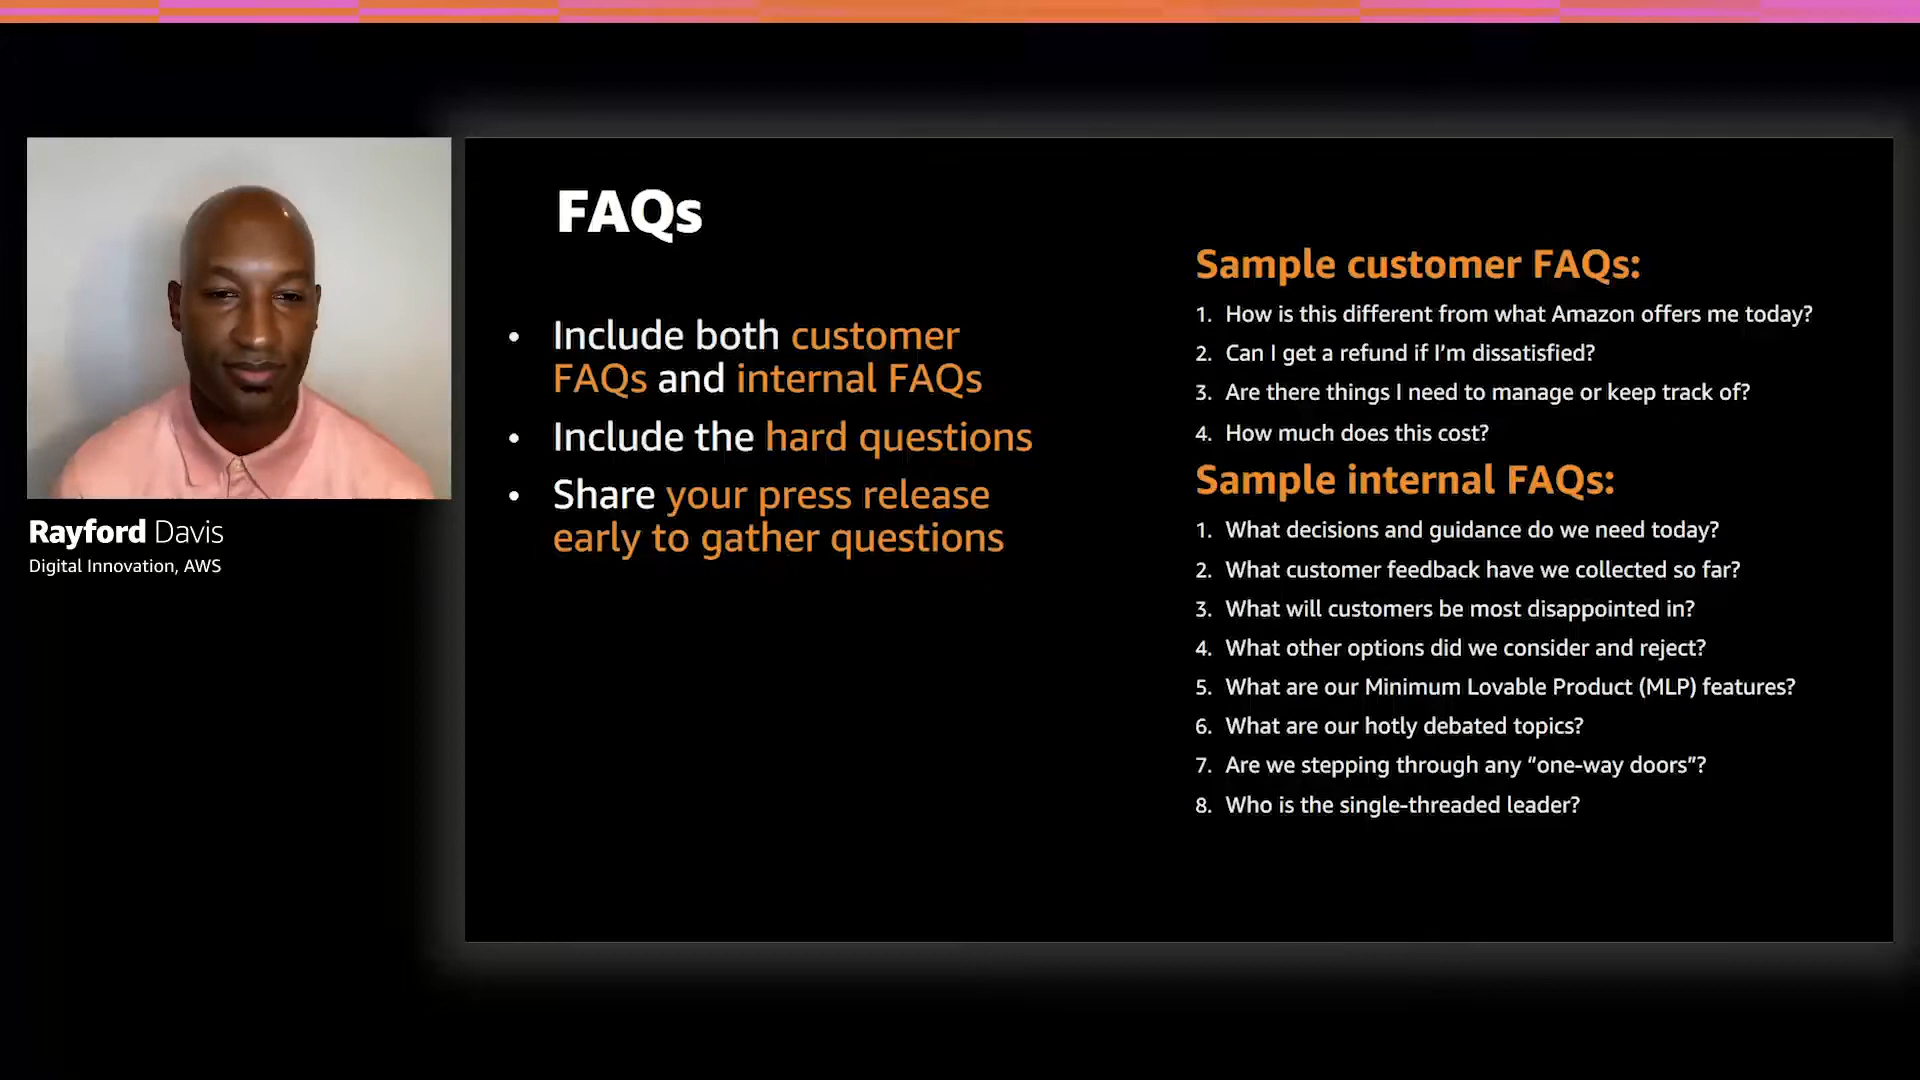 Rayford Davis
Digital Innovation, AWS
FAQs
• Include both customer
FAQs and internal FAQs
• Include the hard questions
• Share your press release
early to gather questions
Sample customer FAQs:
1. How is this different from what Amazon offers me today?
2. Can I get a refund if I’m dissatisfied?
3. Are there things I need to manage or keep track of?
4. How much does this cost?
Sample internal FAQs:
1. What decisions and guidance do we need today?
2. What customer feedback have we collected so far?
3. What will customers be most disappointed in?
4. What other options did we consider and reject?
5. What are our Minimum Lovable Product (MLP) features?
6. What are our hotly debated topics?
7. Are we stepping through any “one-way doors”?
8. Who is the single-threaded leader?